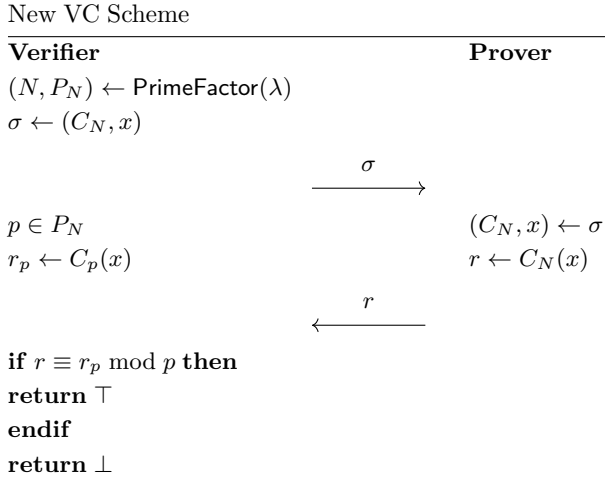 New VC Scheme
Verifier Prover
(N, P_N) ← PrimeFactor(λ)
σ ← (C_N, x)
σ
p ∈ P_N (C_N, x) ← σ
r_p ← C_p(x) r ← C_N(x)
r
if r ≡ r_p mod p then
return ⊤
endif
return ⊥